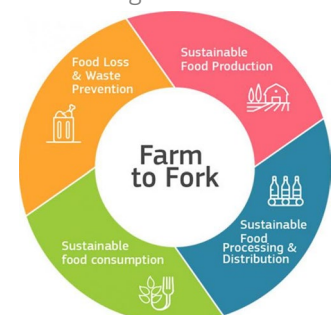 Farm
to Fork
Sustainable
Food Production
Sustainable
Food
Processing &
Distribution
Sustainable
food consumption
Food Loss
& Waste
Prevention